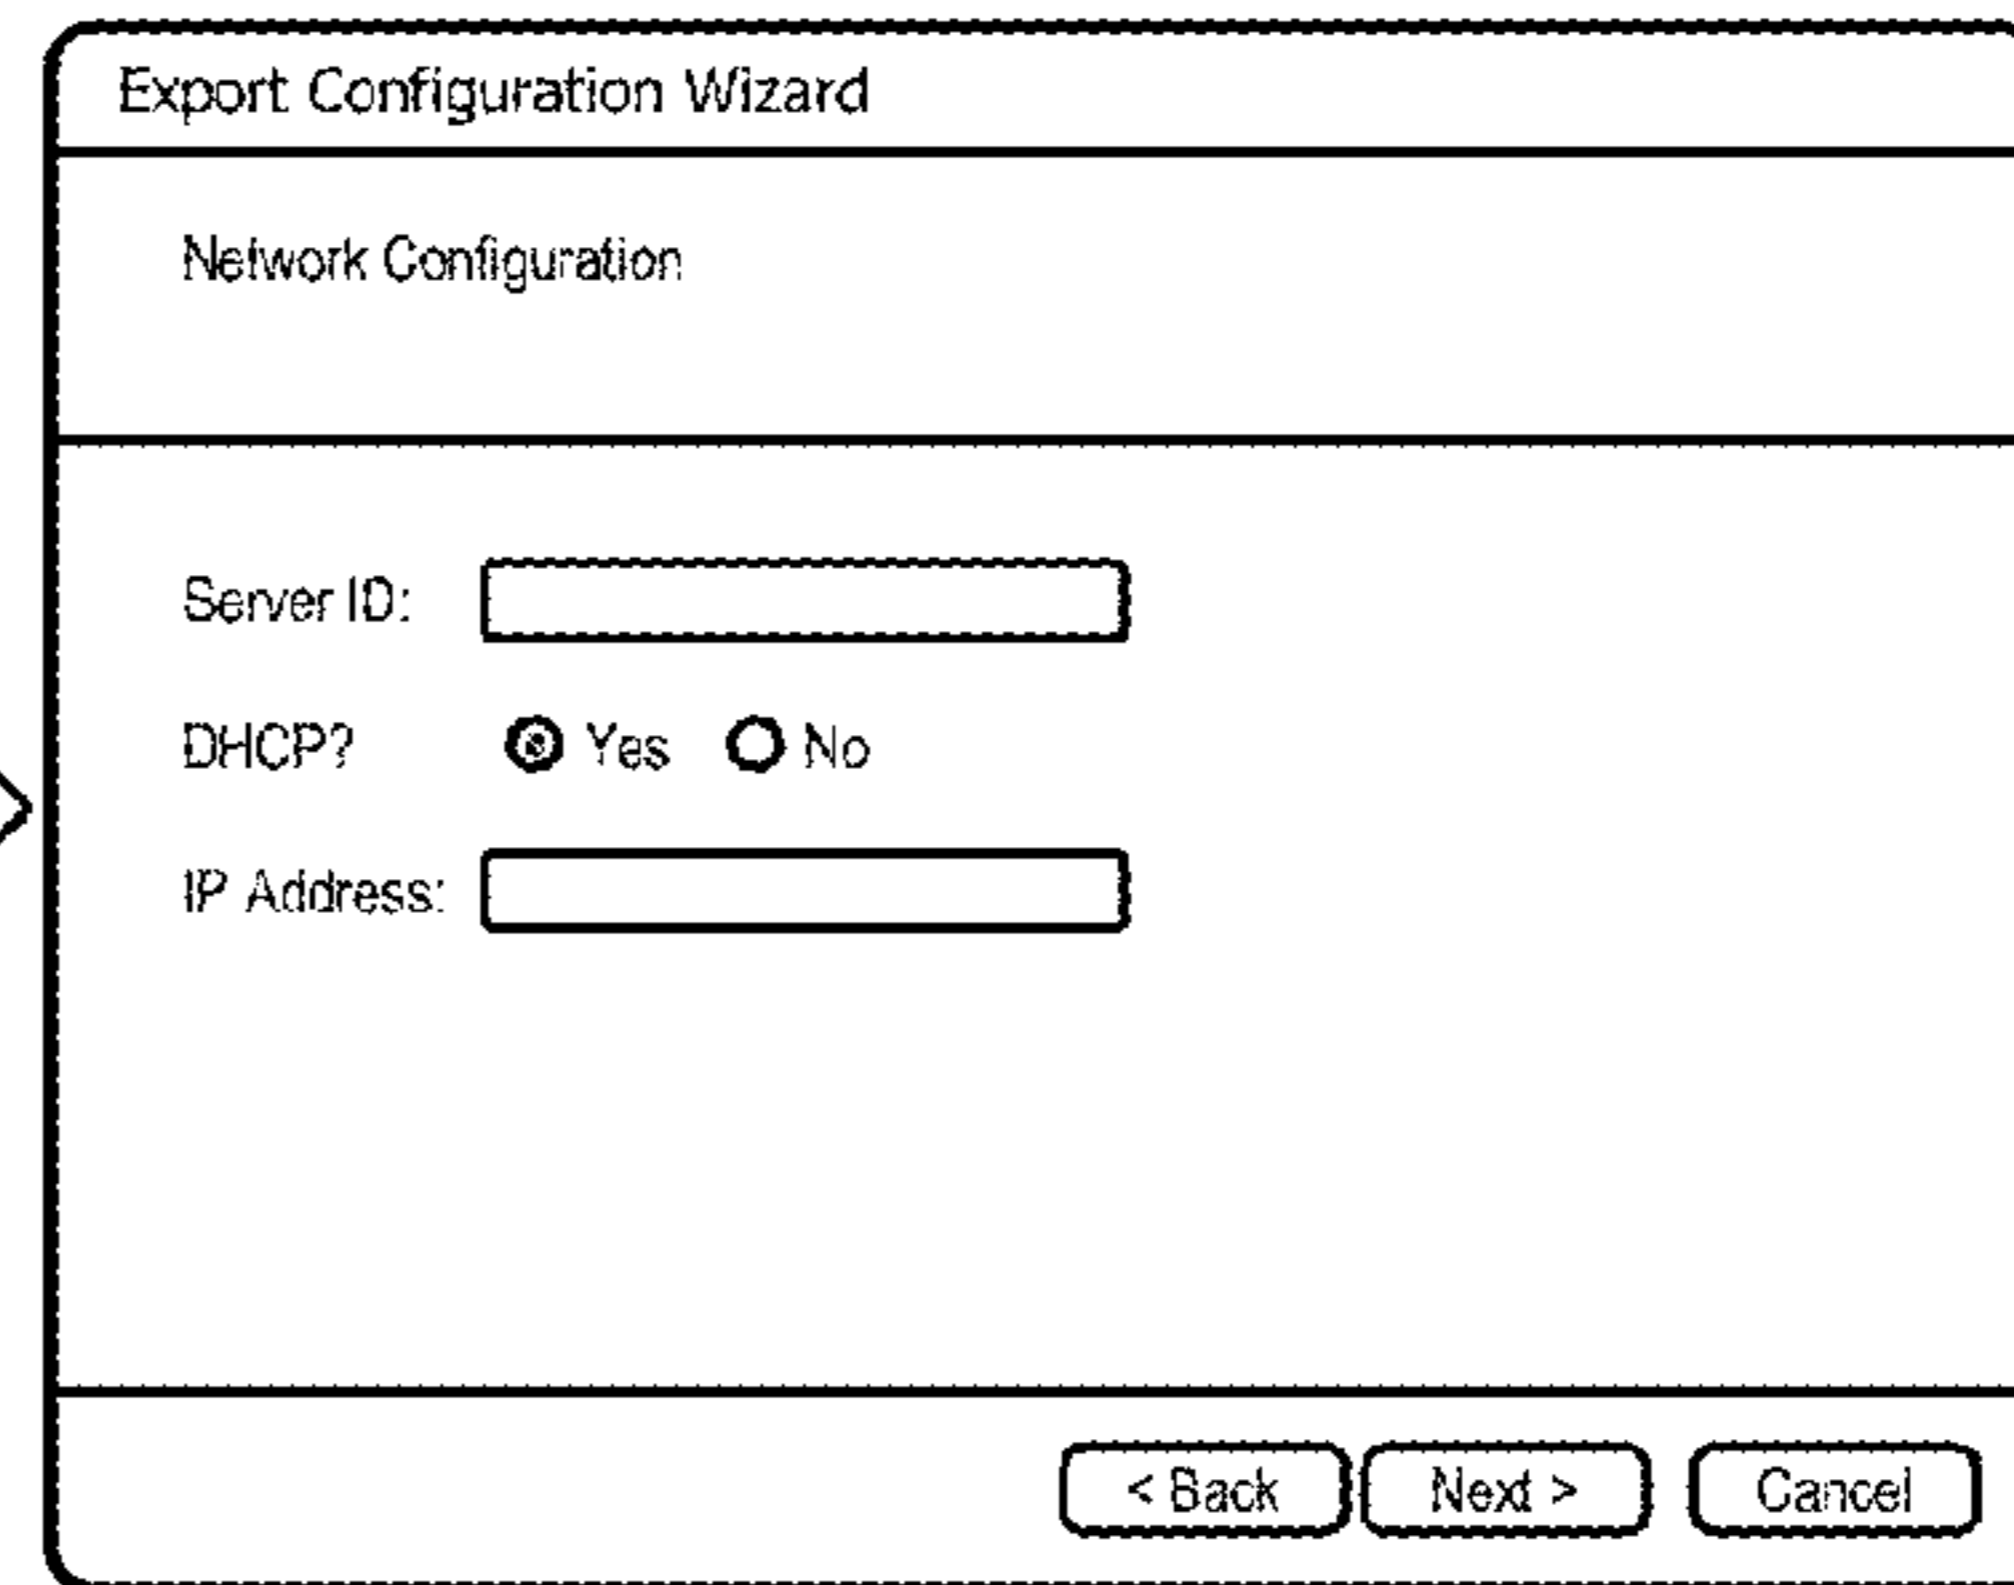 Export Configuration Wizard
Network Configuration
Server ID:
DHCP? Yes No
IP Address:
< Back Next > Cancel